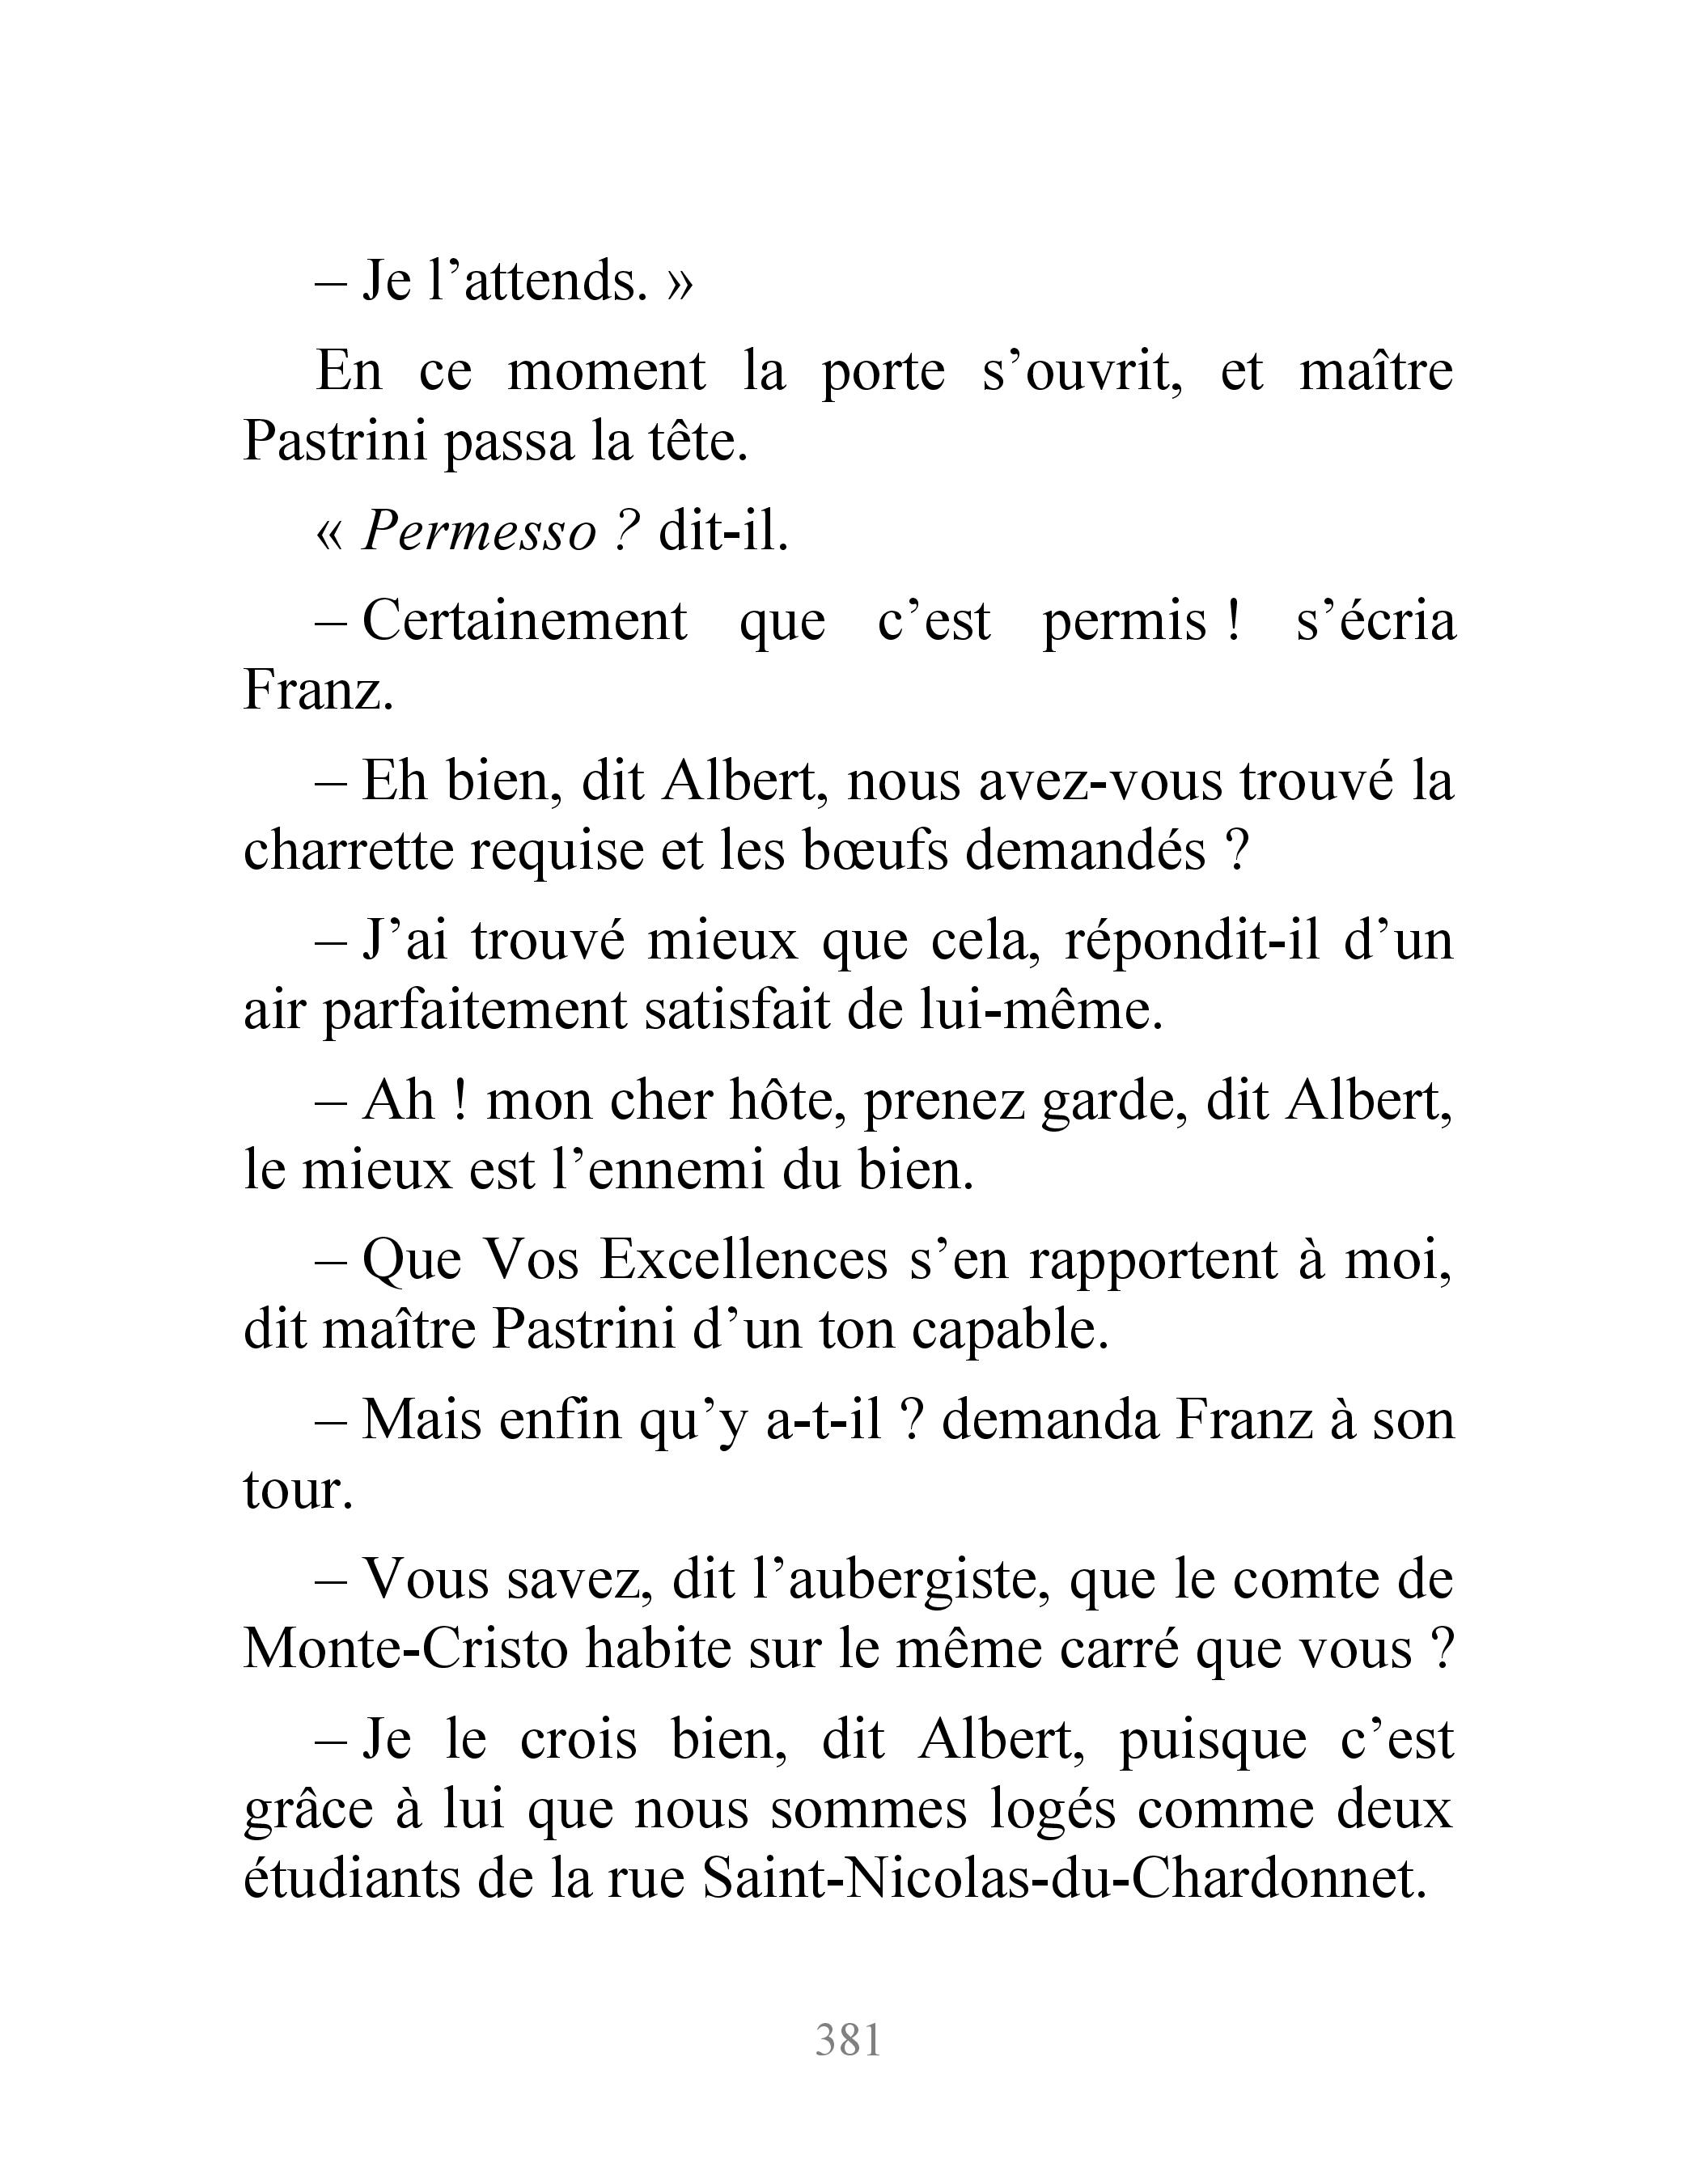 – Je l’attends. »
En ce moment la porte s’ouvrit, et maître
Pastrini passa la tête.
« Permesso ? dit-il.
– Certainement que c’est permis ! s’écria
Franz.
– Eh bien, dit Albert, nous avez-vous trouvé la
charrette requise et les bœufs demandés ?
– J’ai trouvé mieux que cela, répondit-il d’un
air parfaitement satisfait de lui-même.
– Ah ! mon cher hôte, prenez garde, dit Albert,
le mieux est l’ennemi du bien.
– Que Vos Excellences s’en rapportent à moi,
dit maître Pastrini d’un ton capable.
– Mais enfin qu’y a-t-il ? demanda Franz à son
tour.
– Vous savez, dit l’aubergiste, que le comte de
Monte-Cristo habite sur le même carré que vous ?
– Je le crois bien, dit Albert, puisque c’est
grâce à lui que nous sommes logés comme deux
étudiants de la rue Saint-Nicolas-du-Chardonnet.
381